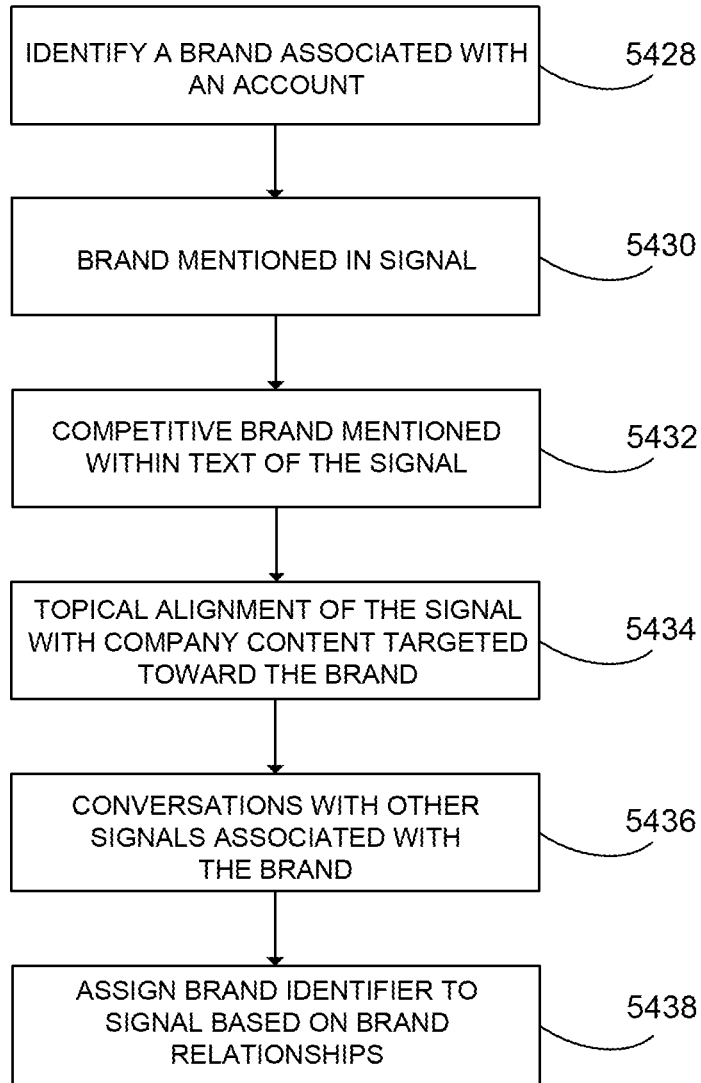 IDENTIFY A BRAND ASSOCIATED WITH
AN ACCOUNT
5428
BRAND MENTIONED IN SIGNAL
5430
COMPETITIVE BRAND MENTIONED
WITHIN TEXT OF THE SIGNAL
5432
TOPICAL ALIGNMENT OF THE SIGNAL
WITH COMPANY CONTENT TARGETED
TOWARD THE BRAND
5434
CONVERSATIONS WITH OTHER
SIGNALS ASSOCIATED WITH
THE BRAND
5436
ASSIGN BRAND IDENTIFIER TO
SIGNAL BASED ON BRAND
RELATIONSHIPS
5438